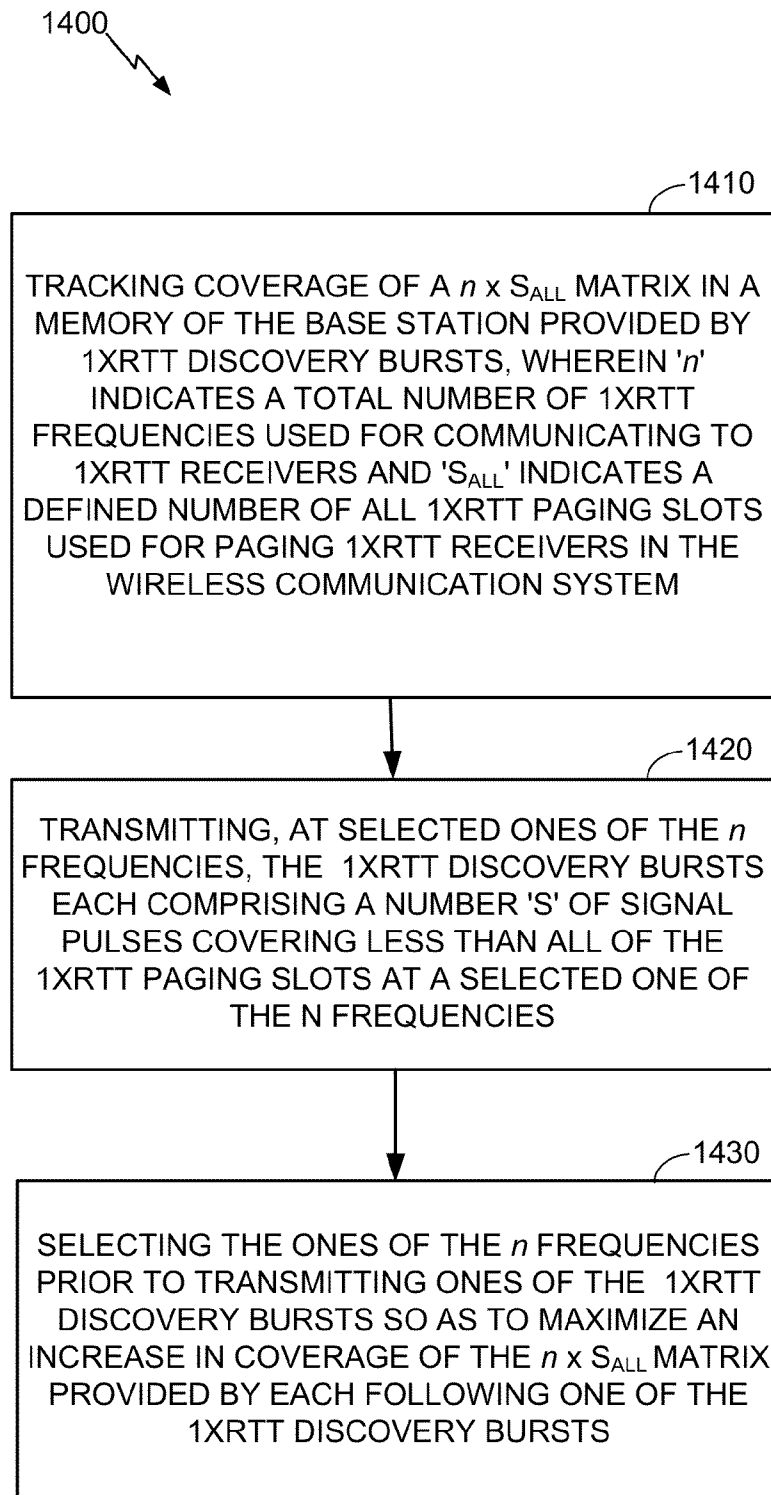 1400
1410
TRACKING COVERAGE OF A n x SALL MATRIX IN A
MEMORY OF THE BASE STATION PROVIDED BY
1XRTT DISCOVERY BURSTS, WHEREIN 'n'
INDICATES A TOTAL NUMBER OF 1XRTT
FREQUENCIES USED FOR COMMUNICATING TO
1XRTT RECEIVERS AND 'SALL' INDICATES A
DEFINED NUMBER OF ALL 1XRTT PAGING SLOTS
USED FOR PAGING 1XRTT RECEIVERS IN THE
WIRELESS COMMUNICATION SYSTEM
1420
TRANSMITTING, AT SELECTED ONES OF THE n
FREQUENCIES, THE 1XRTT DISCOVERY BURSTS
EACH COMPRISING A NUMBER 'S' OF SIGNAL
PULSES COVERING LESS THAN ALL OF THE
1XRTT PAGING SLOTS AT A SELECTED ONE OF
THE N FREQUENCIES
1430
SELECTING THE ONES OF THE n FREQUENCIES
PRIOR TO TRANSMITTING ONES OF THE 1XRTT
DISCOVERY BURSTS SO AS TO MAXIMIZE AN
INCREASE IN COVERAGE OF THE n x SALL MATRIX
PROVIDED BY EACH FOLLOWING ONE OF THE
1XRTT DISCOVERY BURSTS